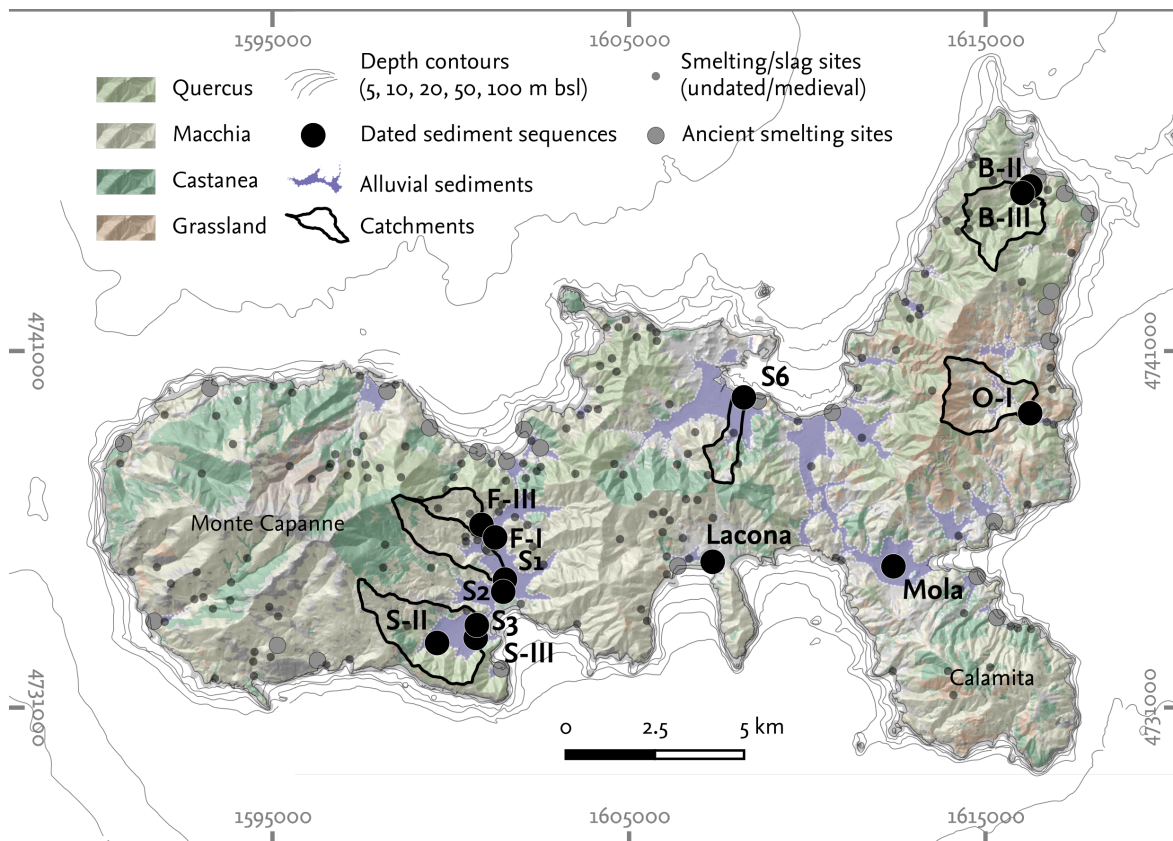 1595000 1605000 1615000
Quercus
Macchia
Castanea
Grassland
Depth contours
(5, 10, 20, 50, 100 m bsl)
Dated sediment sequences
Alluvial sediments
Catchments
Smelting/slag sites
(undated/medieval)
Ancient smelting sites
B-II
B-III
4741000
4741000
S6
O-I
F-III
Monte Capanne
F-I
Lacona
S1
S2
Mola
S-II
S3
S-III
Calamita
4731000
4731000
0 2.5 5 km
1595000 1605000 1615000